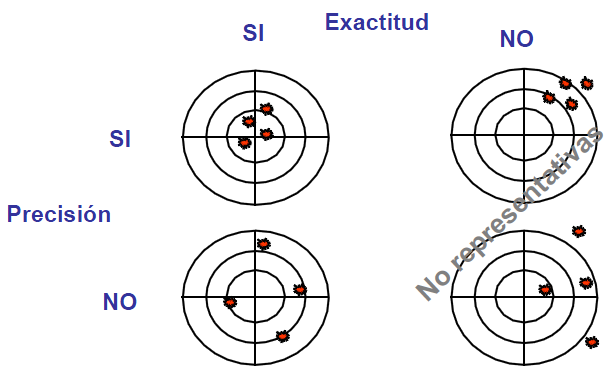 Exactitud
SI
NO
SI
Precisión
NO
No representativas